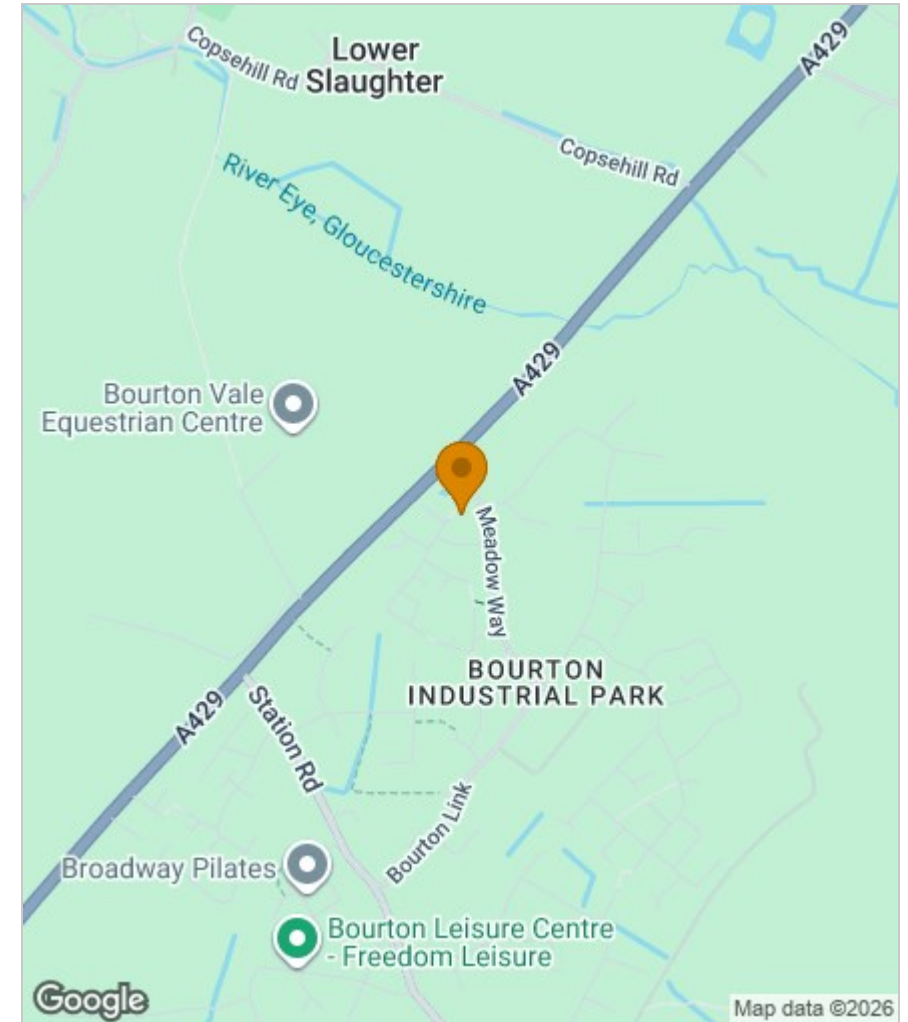 Lower
Slaughter
Copsehill Rd
A429
Copsehill Rd
River Eye, Gloucestershire
A429
Bourton Vale
Equestrian Centre
Meadow Way
BOURTON
INDUSTRIAL PARK
A429
Station Rd
Bourton Link
Broadway Pilates
Bourton Leisure Centre
- Freedom Leisure
Google
Map data ©2026